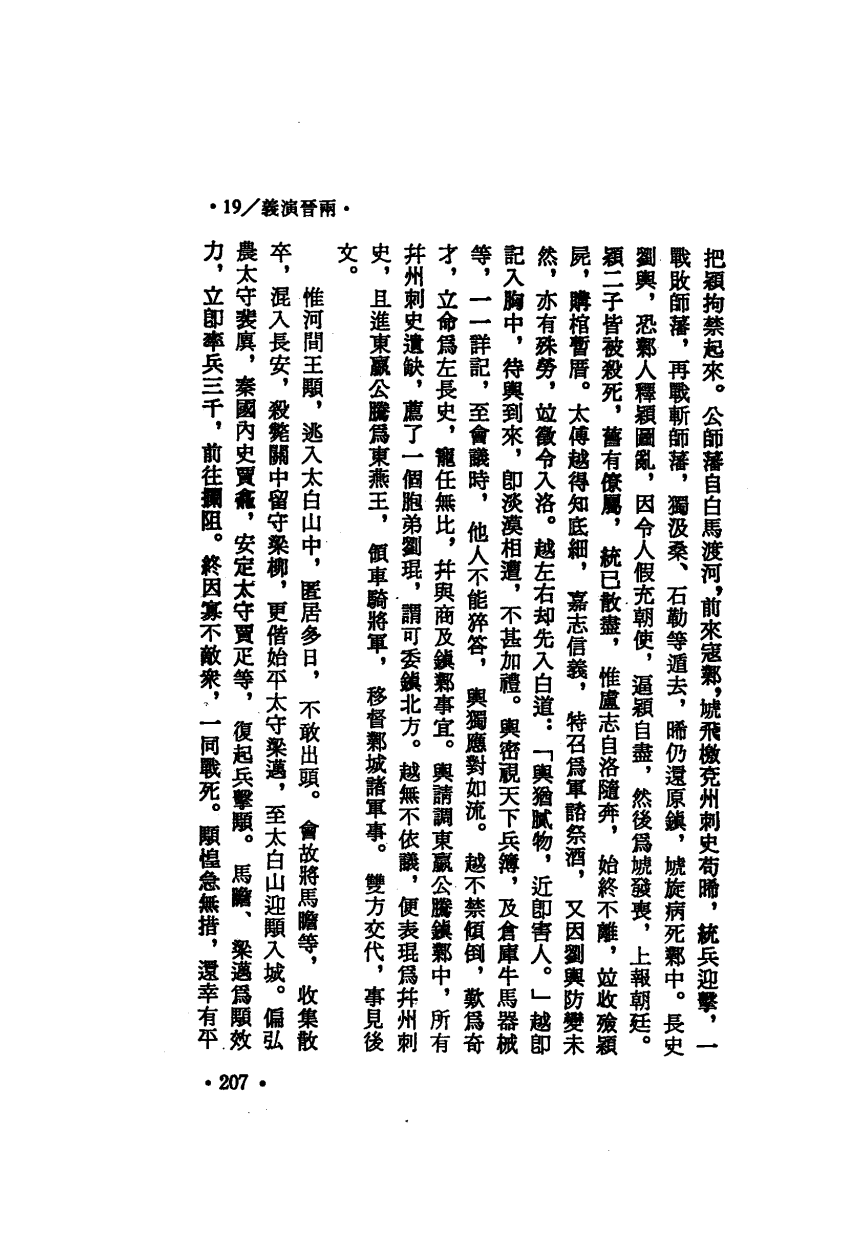 •19／義演晉兩•
把穎拘禁起來。公師藩自白馬渡河，前來寇鄴，虓飛檄兗州刺史苟晞，統兵迎擊，一
戰敗師藩，再戰斬師藩，獨汲桑、石勒等遁去，晞仍還原鎮，虓旋病死鄴中。長史
劉輿，恐鄴人釋穎圖亂，因令人假充朝使，逼穎自盡，然後爲虓發喪，上報朝廷。
穎二子皆被殺死，舊有僚屬，統已散盡，惟盧志自洛隨奔，始終不離，竝收殮穎
屍，購棺暫厝。太傅越得知底細，嘉志信義，特召爲軍諮祭酒，又因劉輿防變未
然，亦有殊勞，竝徵令入洛。越左右却先入白道：「輿猶膩物，近卽害人。」越卽
記入胸中，待輿到來，卽淡漠相遭，不甚加禮。輿密視天下兵簿，及倉庫牛馬器械
等，一一詳記，至會議時，他人不能猝答，輿獨應對如流。越不禁傾倒，歎爲奇
才，立命爲左長史，寵任無比，幷與商及鎮鄴事宜。輿請調東嬴公騰鎮鄴中，所有
幷州刺史遺缺，薦了一個胞弟劉琨，謂可委鎮北方。越無不依議，便表琨爲幷州刺
史，且進東嬴公騰爲東燕王，領車騎將軍，移督鄴城諸軍事。雙方交代，事見後
文。
惟河間王顒，逃入太白山中，匿居多日，不敢出頭。會故將馬瞻等，收集散
卒，混入長安，殺斃關中留守梁柳，更偕始平太守梁邁，至太白山迎顒入城。偏弘
農太守裴廙，秦國內史賈龕，安定太守賈疋等，復起兵擊顒。馬瞻、梁邁爲顒效
力，立卽率兵三千，前往攔阻。終因寡不敵衆，一同戰死。顒惶急無措，還幸有平
•207•